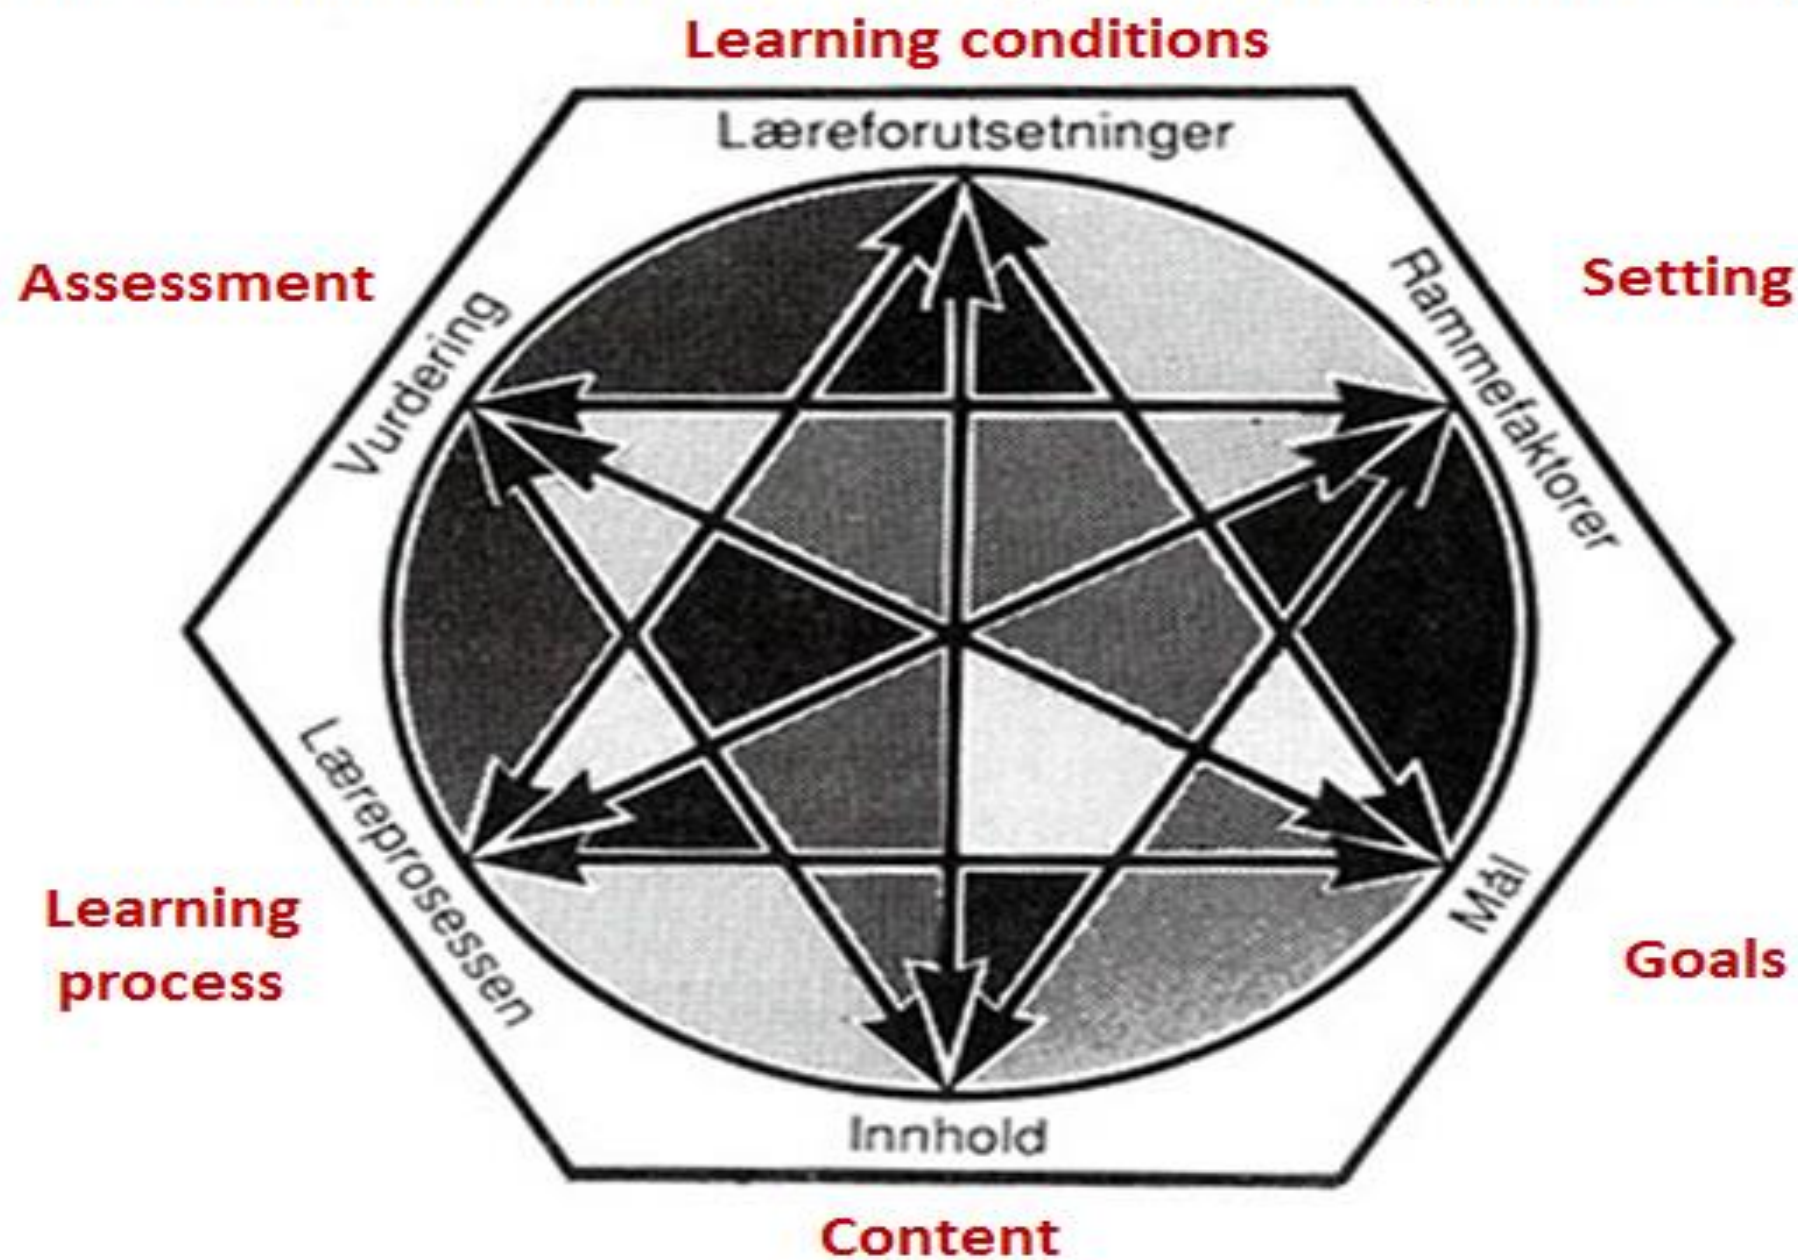 Learning conditions
Læreforutsetninger
Assessment
Vurdering
Setting
Rammefaktorer
Læreprosessen
Learning
process
Mål
Goals
Innhold
Content